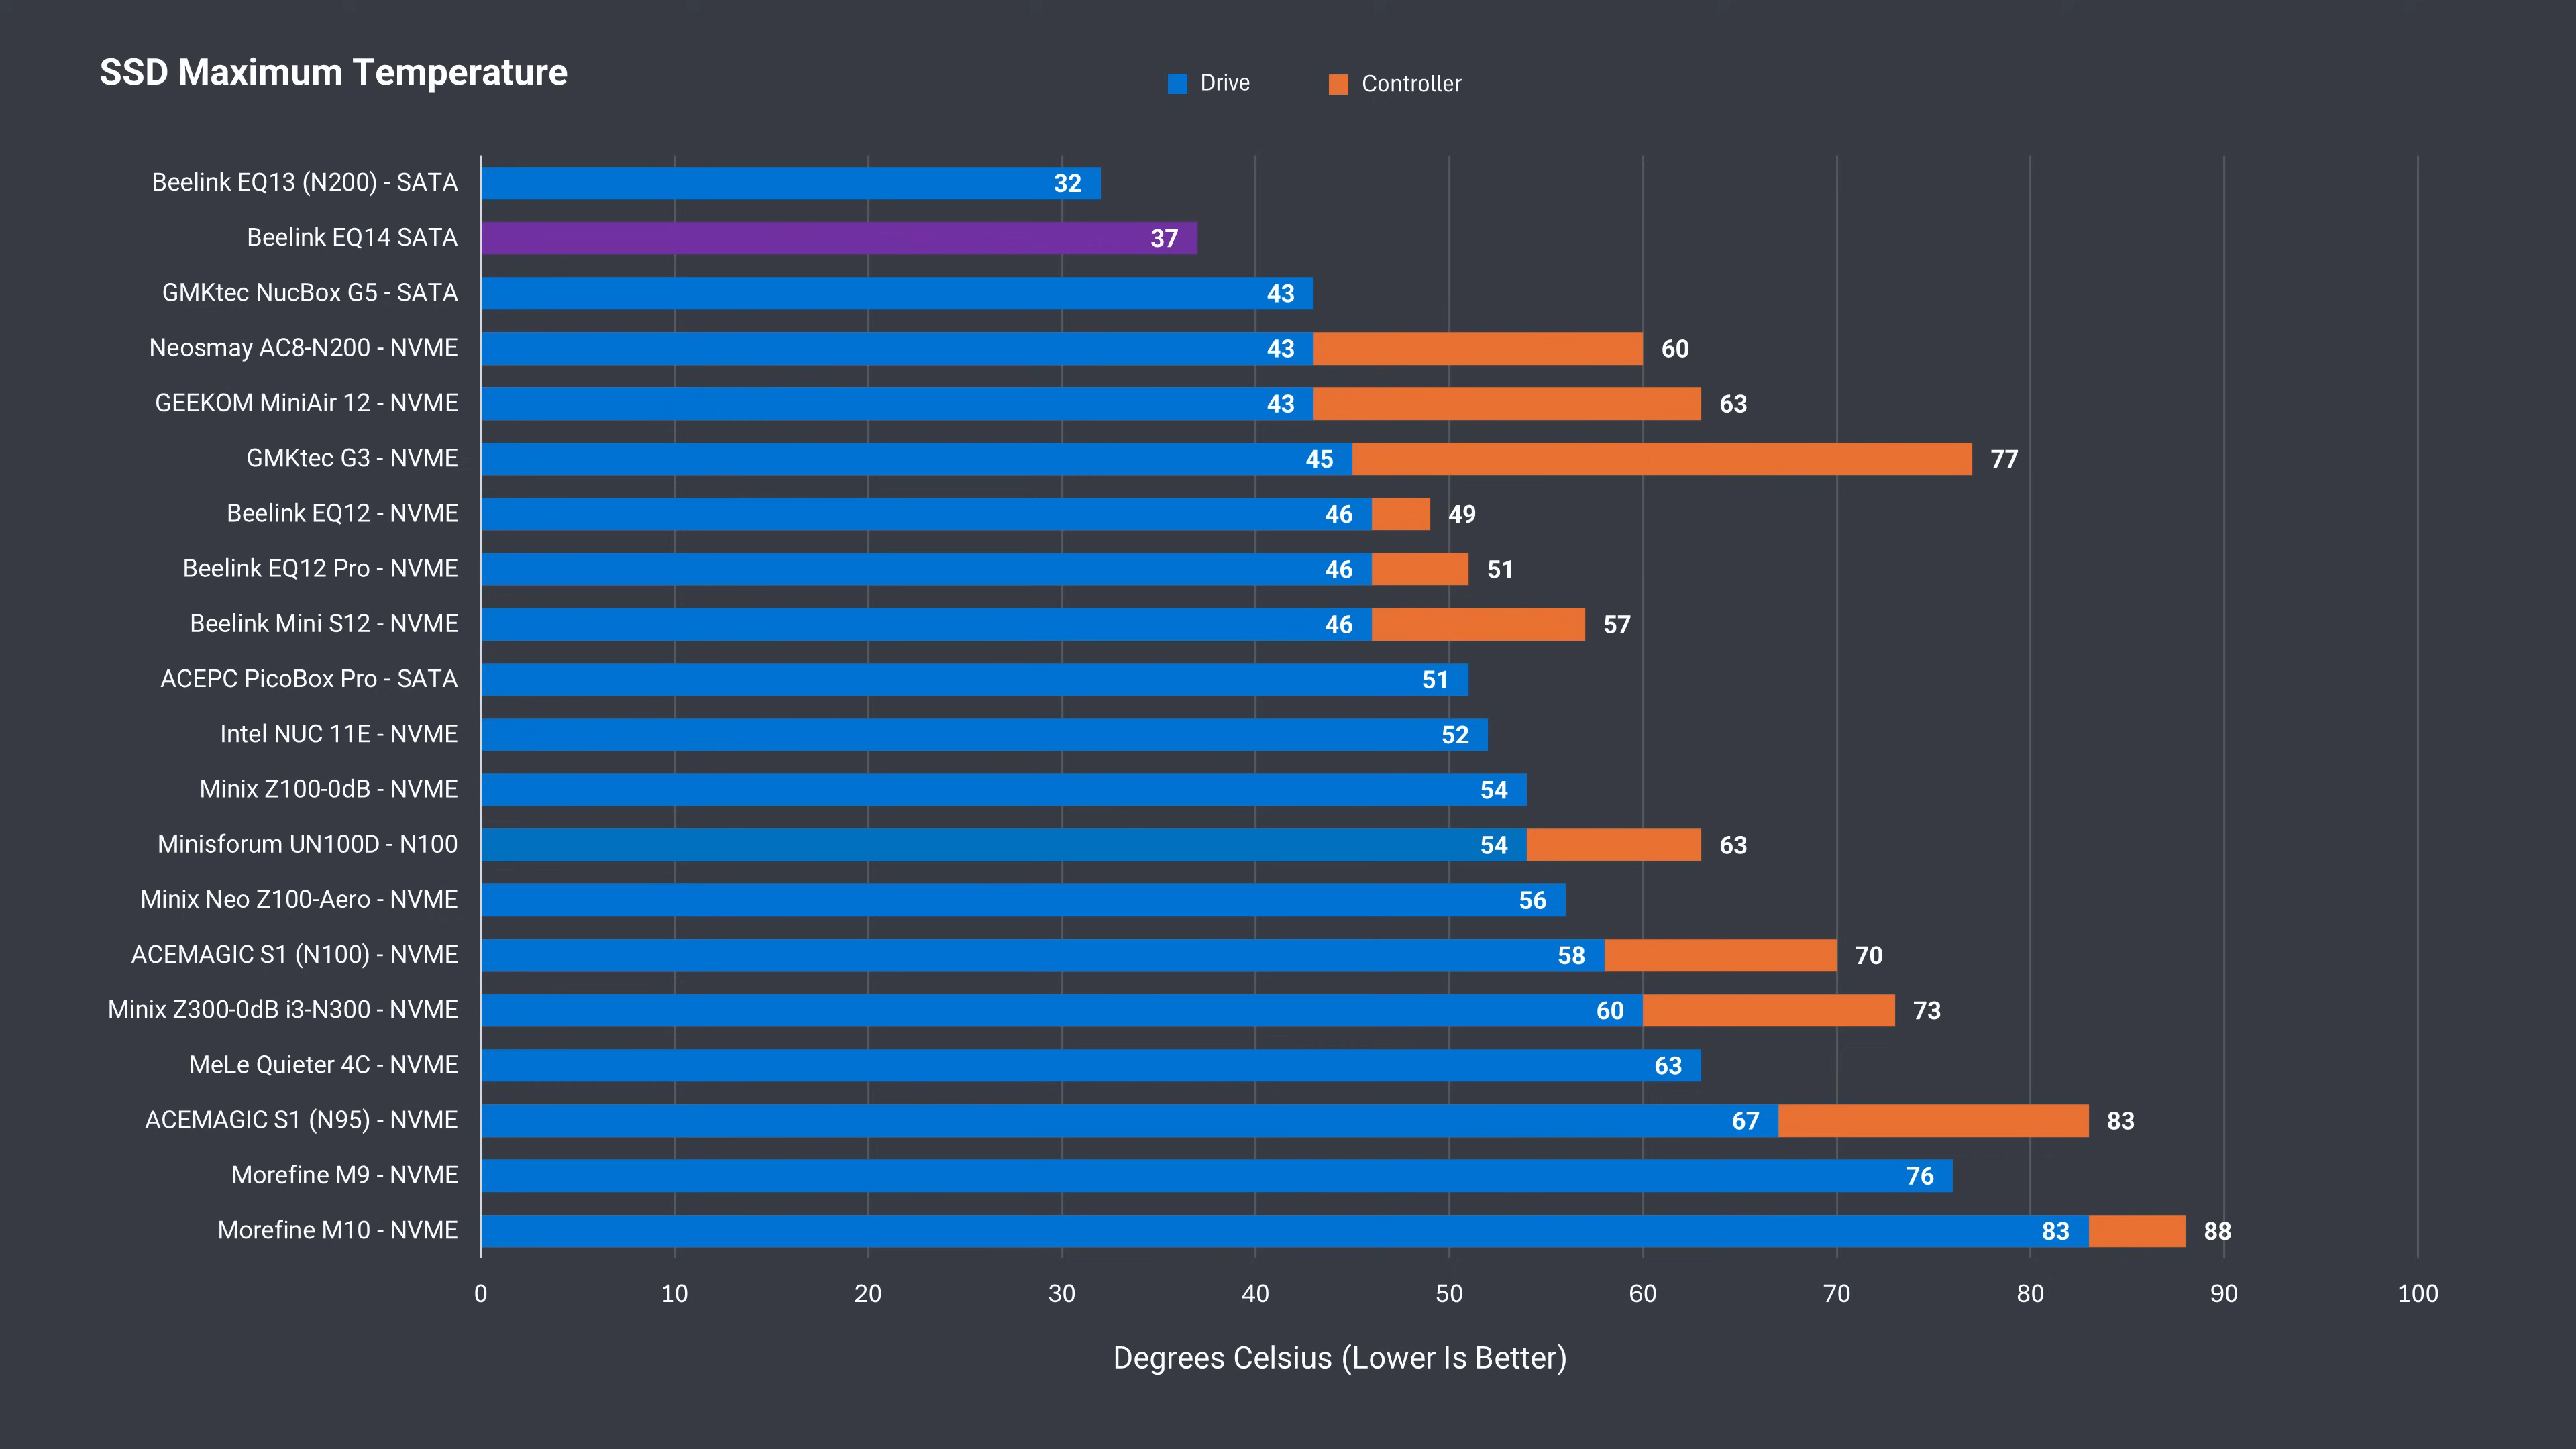 SSD Maximum Temperature
Drive Controller
Beelink EQ13 (N200) - SATA 32
Beelink EQ14 SATA 37
GMKtec NucBox G5 - SATA 43
Neosmay AC8-N200 - NVME 43 60
GEEKOM MiniAir 12 - NVME 43 63
GMKtec G3 - NVME 45 77
Beelink EQ12 - NVME 46 49
Beelink EQ12 Pro - NVME 46 51
Beelink Mini S12 - NVME 46 57
ACEPC PicoBox Pro - SATA 51
Intel NUC 11E - NVME 52
Minix Z100-0dB - NVME 54
Minisforum UN100D - N100 54 63
Minix Neo Z100-Aero - NVME 56
ACEMAGIC S1 (N100) - NVME 58 70
Minix Z300-0dB i3-N300 - NVME 60 73
MeLe Quieter 4C - NVME 63
ACEMAGIC S1 (N95) - NVME 67 83
Morefine M9 - NVME 76
Morefine M10 - NVME 83 88
0 10 20 30 40 50 60 70 80 90 100
Degrees Celsius (Lower Is Better)